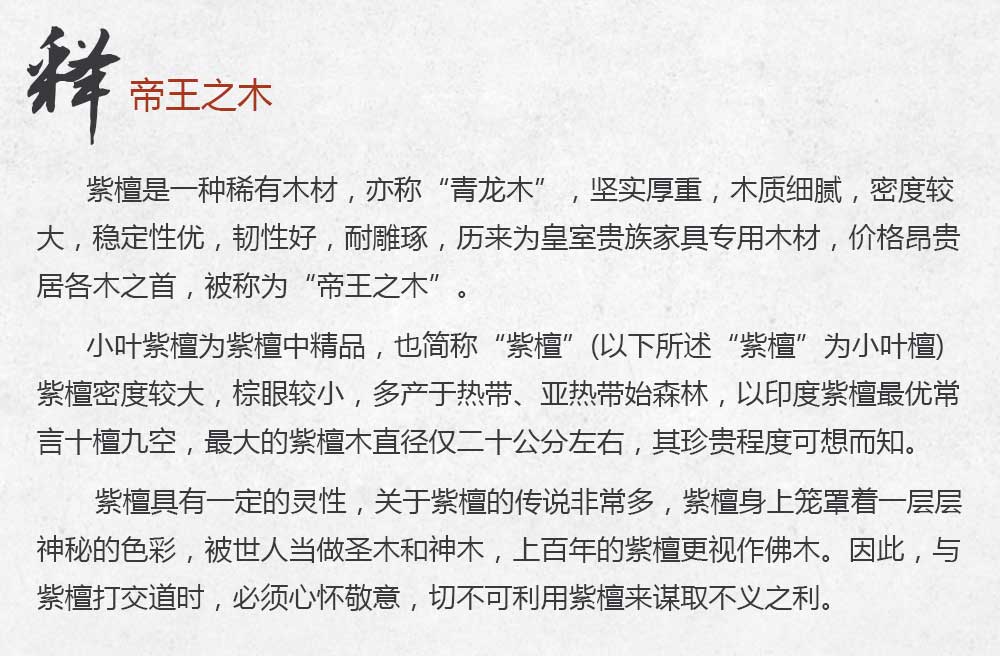 释
帝王之木
紫檀是一种稀有木材，亦称“青龙木”，坚实厚重，木质细腻，密度较
大，稳定性优，韧性好，耐雕琢，历来为皇室贵族家具专用木材，价格昂贵
居各木之首，被称为“帝王之木”。
小叶紫檀为紫檀中精品，也简称“紫檀”(以下所述“紫檀”为小叶檀)
紫檀密度较大，棕眼较小，多产于热带、亚热带始森林，以印度紫檀最优常
言十檀九空，最大的紫檀木直径仅二十公分左右，其珍贵程度可想而知。
紫檀具有一定的灵性，关于紫檀的传说非常多，紫檀身上笼罩着一层层
神秘的色彩，被世人当做圣木和神木，上百年的紫檀更视作佛木。因此，与
紫檀打交道时，必须心怀敬意，切不可利用紫檀来谋取不义之利。